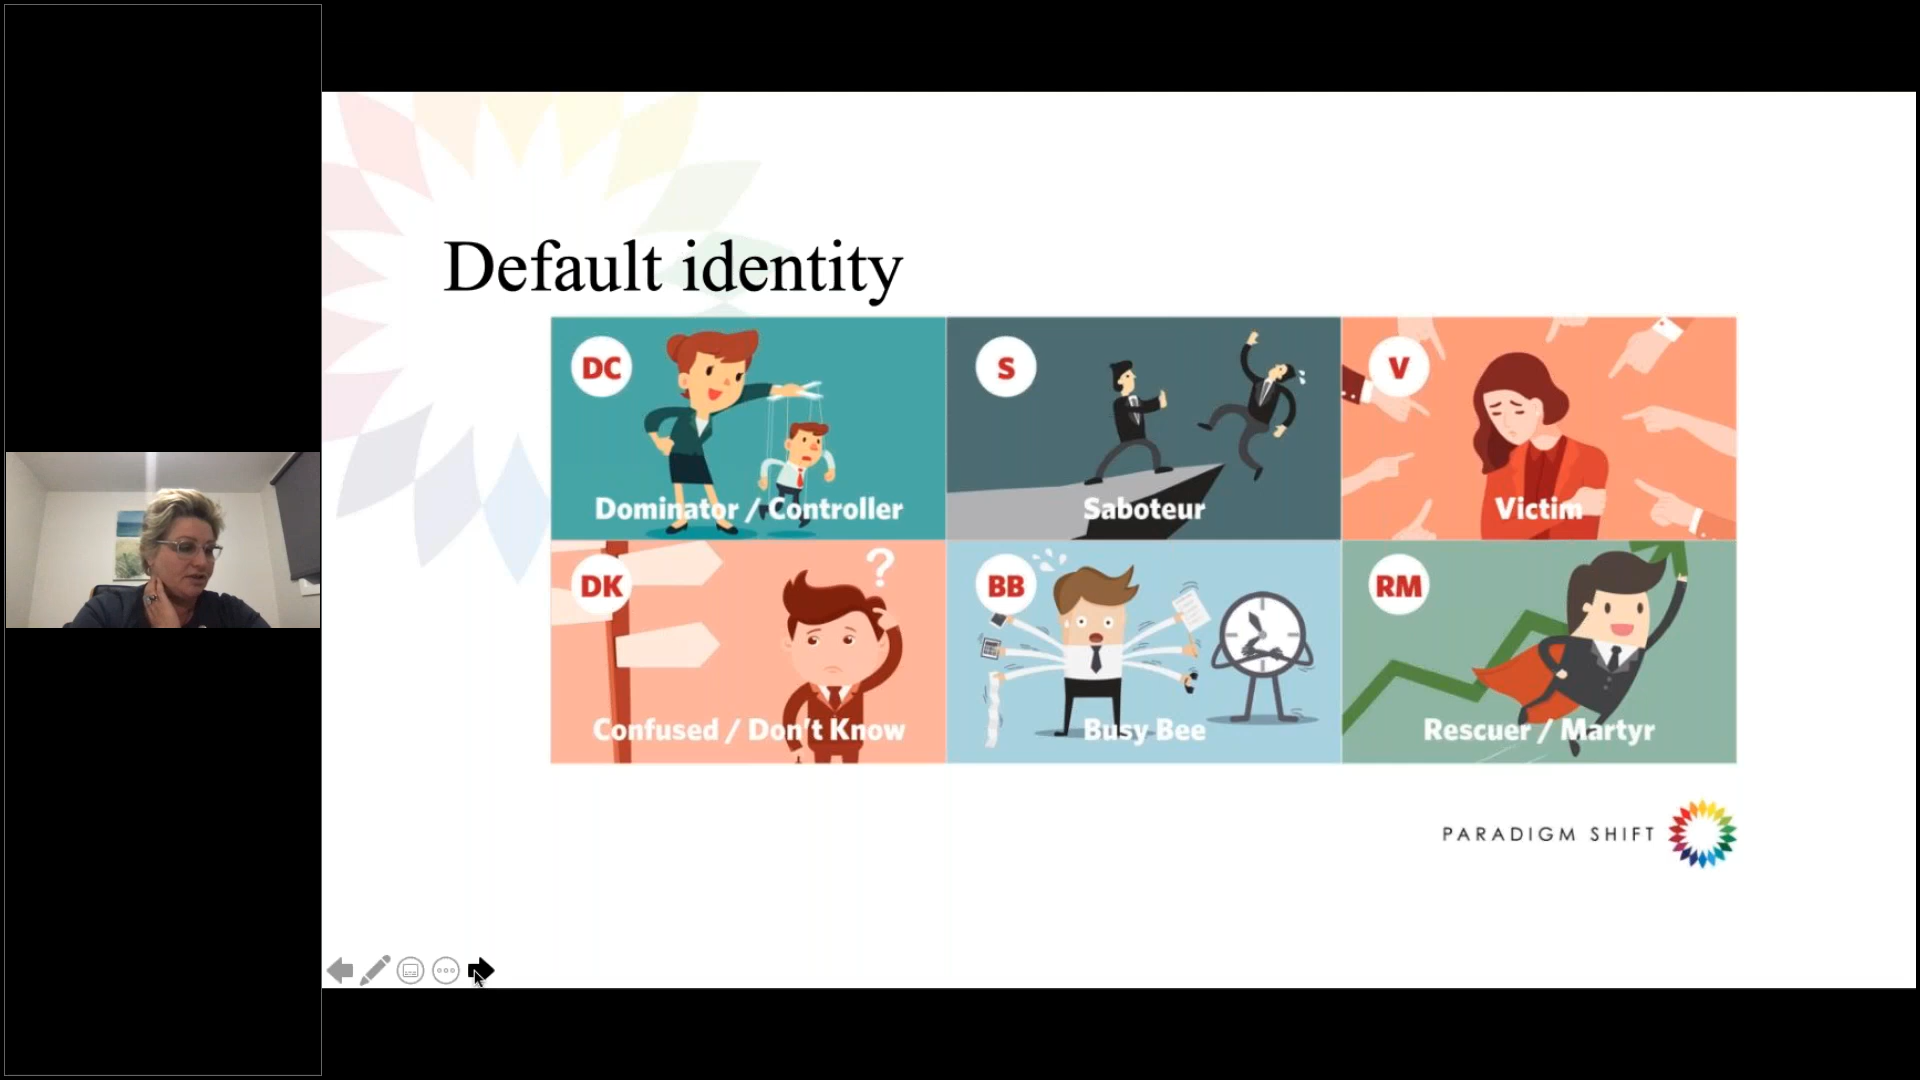 Default identity
DC
Dominator / Controller
S
Saboteur
V
Victim
DK
?
Confused / Don't Know
BB
Busy Bee
RM
Rescuer / Martyr
PARADIGM SHIFT